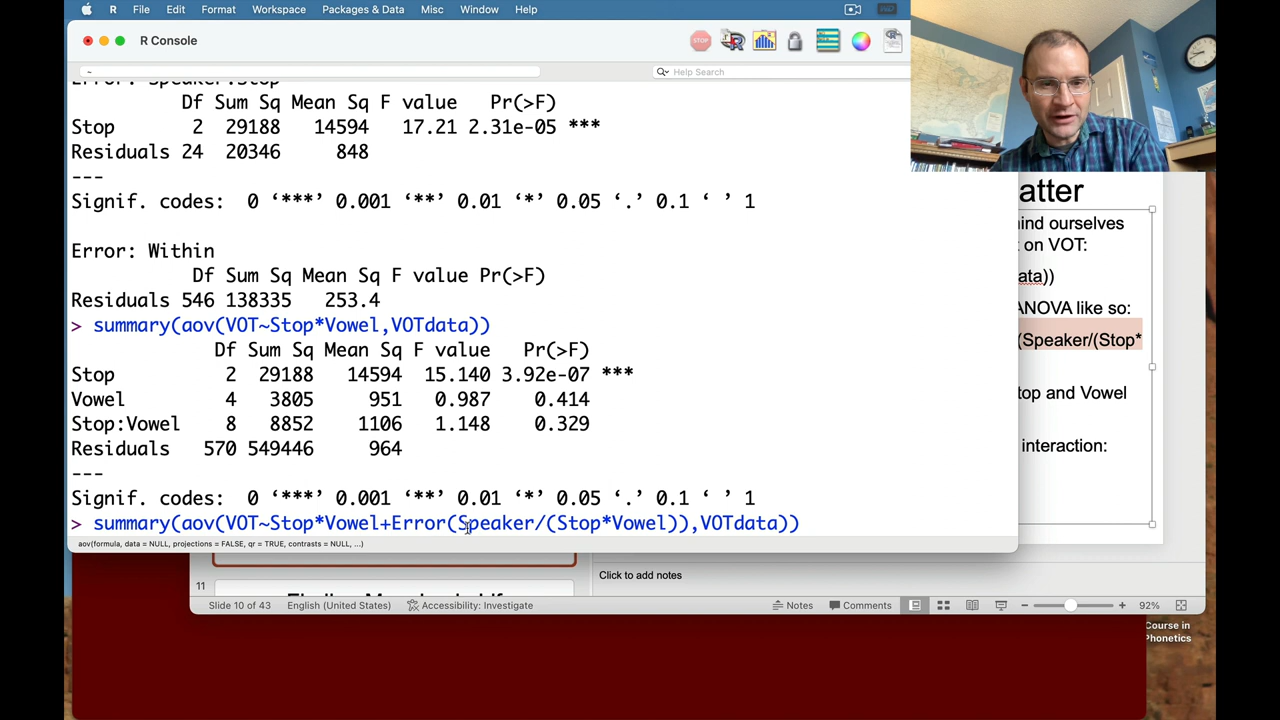 R File Edit Format Workspace Packages & Data Misc Window Help
R Console
STOP
~
Help Search
Error: Speaker:Stop
Df Sum Sq Mean Sq F value Pr(>F)
Stop 2 29188 14594 17.21 2.31e-05 ***
Residuals 24 20346 848
---
Signif. codes: 0 ‘***’ 0.001 ‘**’ 0.01 ‘*’ 0.05 ‘.’ 0.1 ‘ ’ 1
Error: Within
Df Sum Sq Mean Sq F value Pr(>F)
Residuals 546 138335 253.4
> summary(aov(VOT~Stop*Vowel,VOTdata))
Df Sum Sq Mean Sq F value Pr(>F)
Stop 2 29188 14594 15.140 3.92e-07 ***
Vowel 4 3805 951 0.987 0.414
Stop:Vowel 8 8852 1106 1.148 0.329
Residuals 570 549446 964
---
Signif. codes: 0 ‘***’ 0.001 ‘**’ 0.01 ‘*’ 0.05 ‘.’ 0.1 ‘ ’ 1
> summary(aov(VOT~Stop*Vowel+Error(Speaker/(Stop*Vowel)),VOTdata))
aov(formula, data = NULL, projections = FALSE, qr = TRUE, contrasts = NULL, ...)
atter
ind ourselves
t on VOT:
ata))
ANOVA like so:
(Speaker/(Stop*
top and Vowel
interaction:
11
Click to add notes
Slide 10 of 43 English (United States) Accessibility: Investigate Notes Comments 92%
Course in
Phonetics